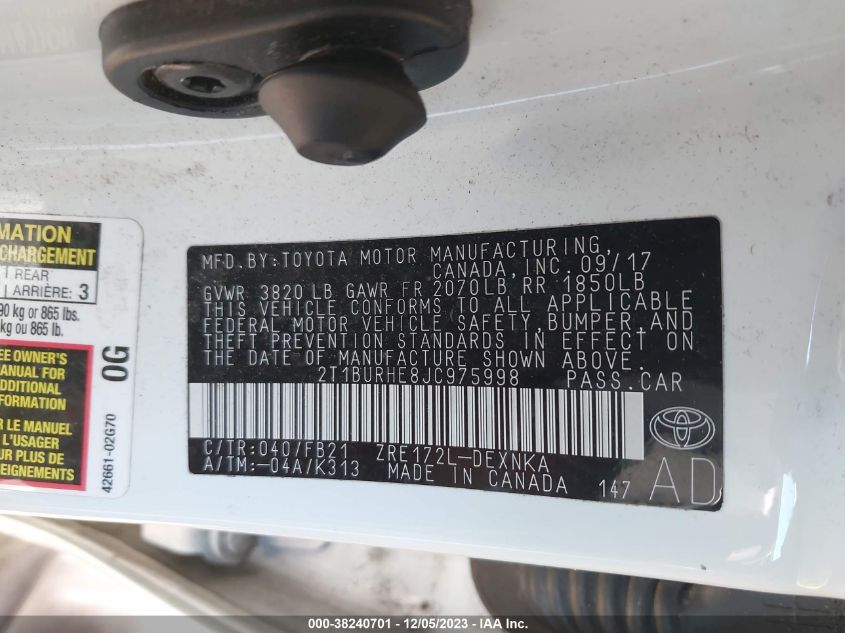 MATION
CHARGEMENT
REAR
ARRIÈRE: 3
90 kg or 865 lbs.
kg ou 865 lb.
EE OWNER'S
MANUAL FOR
ADDITIONAL
INFORMATION
R LE MANUEL
L'USAGER
UR PLUS DE
SEIGNEMENTS
0G
42661-02G70
MFD.BY:TOYOTA MOTOR MANUFACTURING,
CANADA,INC. 09/17
GVWR 3820 LB GAWR FR 2070LB,RR 1850LB
THIS VEHICLE CONFORMS TO ALL APPLICABLE
FEDERAL MOTOR VEHICLE SAFETY,BUMPER,AND
THEFT PREVENTION STANDARDS IN EFFECT ON
THE DATE OF MANUFACTURE SHOWN ABOVE.
2T1BURHE8JC975998 PASS.CAR
C/TR:040/FB21 ZRE172L-DEXNKA
A/TM:-04A/K313 MADE IN CANADA 147 AD
000-38240701 - 12/05/2023 - IAA Inc.